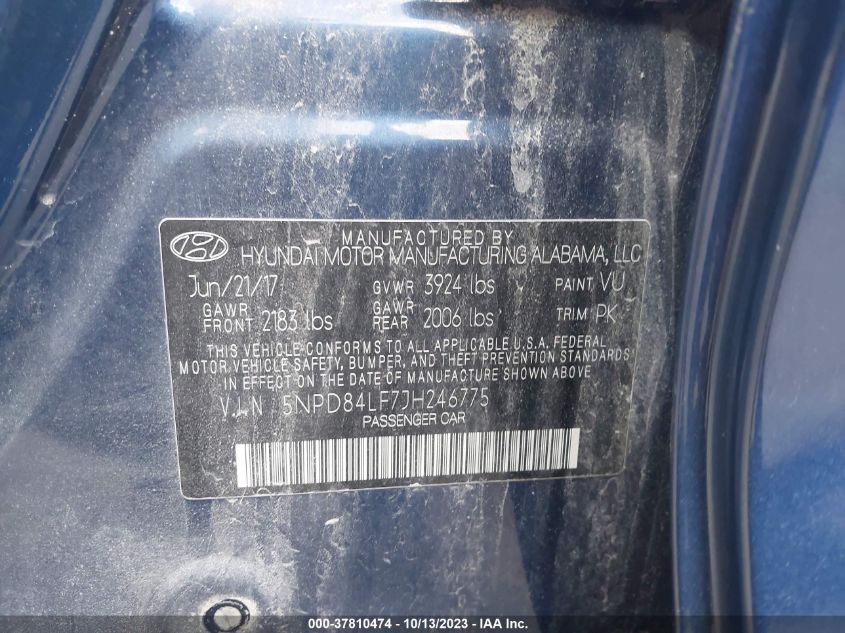 MANUFACTURED BY
HYUNDAI MOTOR MANUFACTURING ALABAMA, LLC
Jun/21/17 GVWR 3924 lbs PAINT VU
GAWR FRONT 2183 lbs GAWR REAR 2006 lbs TRIM PK
THIS VEHICLE CONFORMS TO ALL APPLICABLE U.S.A. FEDERAL
MOTOR VEHICLE SAFETY, BUMPER, AND THEFT PREVENTION STANDARDS
IN EFFECT ON THE DATE OF MANUFACTURE SHOWN ABOVE
V.I.N 5NPD84LF7JH246775
PASSENGER CAR
000-37810474 - 10/13/2023 - IAA Inc.